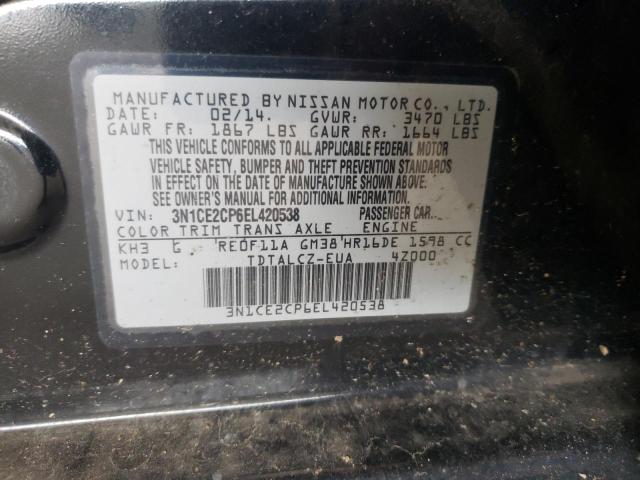 MANUFACTURED BY NISSAN MOTOR CO., LTD.
DATE: 02/14. GVWR: 3470 LBS
GAWR FR: 1867 LBS GAWR RR: 1664 LBS
THIS VEHICLE CONFORMS TO ALL APPLICABLE FEDERAL MOTOR
VEHICLE SAFETY, BUMPER AND THEFT PREVENTION STANDARDS
IN EFFECT ON THE DATE OF MANUFACTURE SHOWN ABOVE.
SEE OWNER'S MANUAL FOR ADDITIONAL INFORMATION.
VIN: 3N1CE2CP6EL420538 PASSENGER CAR
COLOR TRIM TRANS AXLE ENGINE
KH3 G RE0F11A GM38 HR16DE 1598 CC
MODEL: TDTALCZ-EUA 4Z000
3N1CE2CP6EL420538